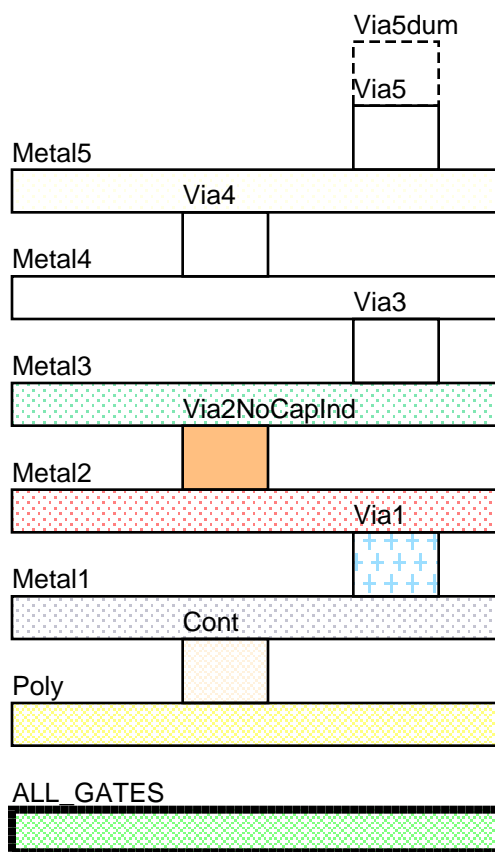 Via5dum
Via5
Metal5
Via4
Metal4
Via3
Metal3
Via2NoCapInd
Metal2
Via1
Metal1
Cont
Poly
ALL_GATES